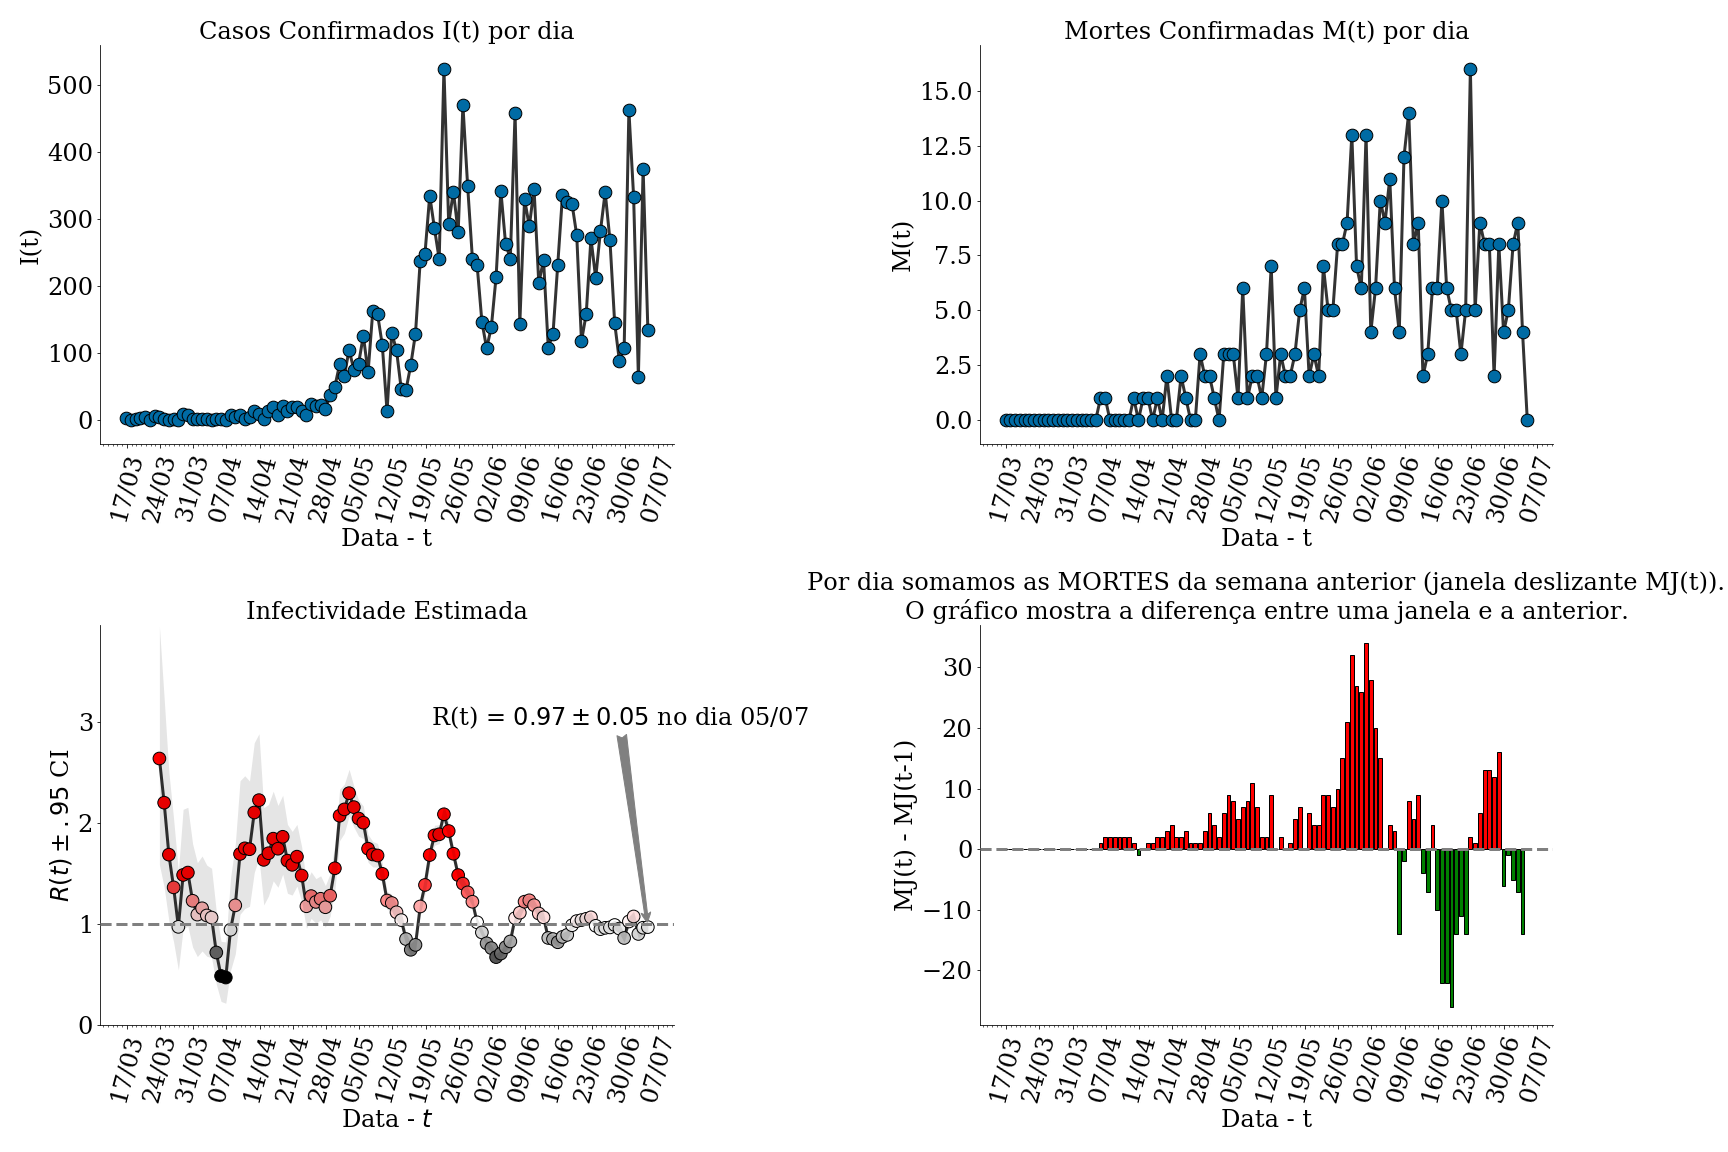 Casos Confirmados I(t) por dia
I(t)
500
400
300
200
100
0
17/03 24/03 31/03 07/04 14/04 21/04 28/04 05/05 12/05 19/05 26/05 02/06 09/06 16/06 23/06 30/06 07/07
Data - t
Mortes Confirmadas M(t) por dia
M(t)
15.0
12.5
10.0
7.5
5.0
2.5
0.0
17/03 24/03 31/03 07/04 14/04 21/04 28/04 05/05 12/05 19/05 26/05 02/06 09/06 16/06 23/06 30/06 07/07
Data - t
Infectividade Estimada
R(t) ± .95 CI
3
2
1
0
R(t) = 0.97 ± 0.05 no dia 05/07
17/03 24/03 31/03 07/04 14/04 21/04 28/04 05/05 12/05 19/05 26/05 02/06 09/06 16/06 23/06 30/06 07/07
Data - t
Por dia somamos as MORTES da semana anterior (janela deslizante MJ(t)).
O gráfico mostra a diferença entre uma janela e a anterior.
MJ(t) - MJ(t-1)
30
20
10
0
−10
−20
17/03 24/03 31/03 07/04 14/04 21/04 28/04 05/05 12/05 19/05 26/05 02/06 09/06 16/06 23/06 30/06 07/07
Data - t